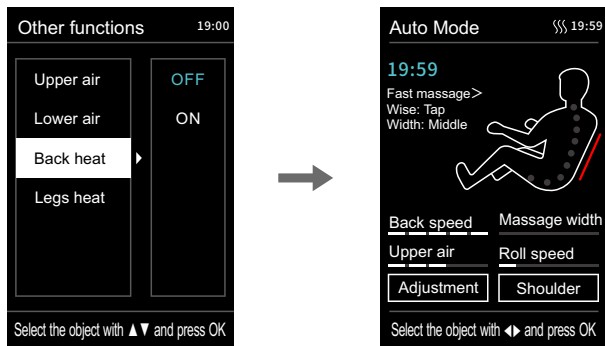 Other functions 19:00
Upper air
OFF
Lower air
ON
Back heat
Legs heat
Select the object with ▲▼ and press OK
Auto Mode 19:59
19:59
Fast massage>
Wise: Tap
Width: Middle
Back speed
Massage width
Upper air
Roll speed
Adjustment
Shoulder
Select the object with ◀▶ and press OK